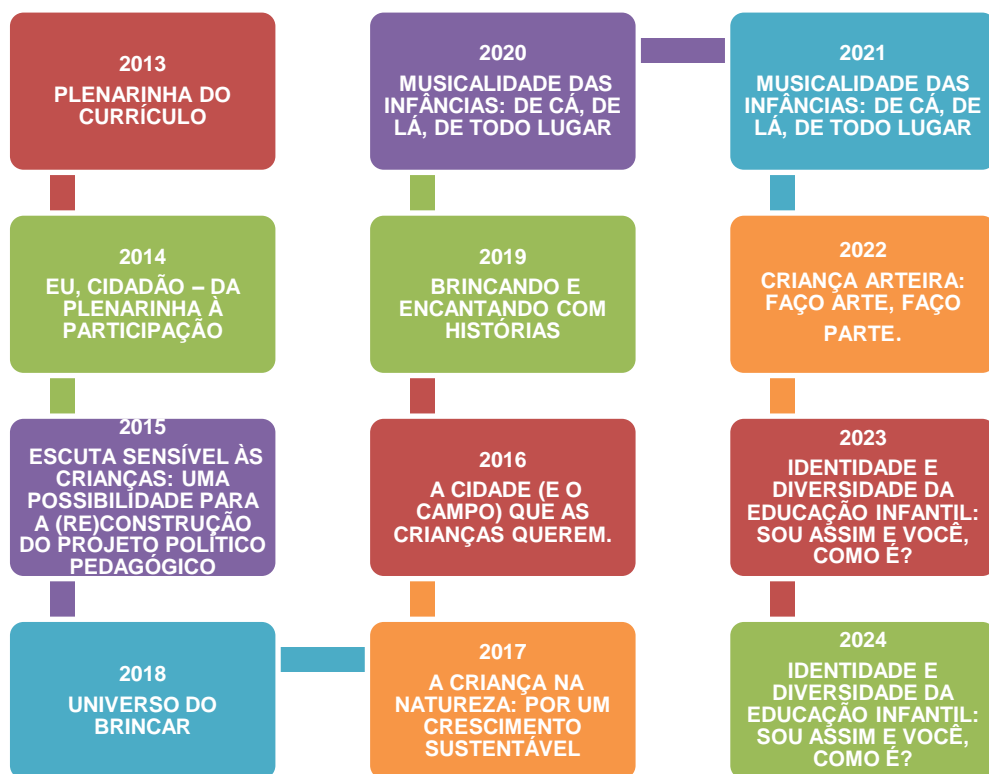 2013
PLENARINHA DO
CURRÍCULO
2014
EU, CIDADÃO – DA
PLENARINHA À
PARTICIPAÇÃO
2015
ESCUTA SENSÍVEL ÀS
CRIANÇAS: UMA
POSSIBILIDADE PARA
A (RE)CONSTRUÇÃO
DO PROJETO POLÍTICO
PEDAGÓGICO
2018
UNIVERSO DO
BRINCAR
2017
A CRIANÇA NA
NATUREZA: POR UM
CRESCIMENTO
SUSTENTÁVEL
2016
A CIDADE (E O
CAMPO) QUE AS
CRIANÇAS QUEREM.
2019
BRINCANDO E
ENCANTANDO COM
HISTÓRIAS
2020
MUSICALIDADE DAS
INFÂNCIAS: DE CÁ, DE
LÁ, DE TODO LUGAR
2021
MUSICALIDADE DAS
INFÂNCIAS: DE CÁ, DE
LÁ, DE TODO LUGAR
2022
CRIANÇA ARTEIRA:
FAÇO ARTE, FAÇO
PARTE.
2023
IDENTIDADE E
DIVERSIDADE DA
EDUCAÇÃO INFANTIL:
SOU ASSIM E VOCÊ,
COMO É?
2024
IDENTIDADE E
DIVERSIDADE DA
EDUCAÇÃO INFANTIL:
SOU ASSIM E VOCÊ,
COMO É?